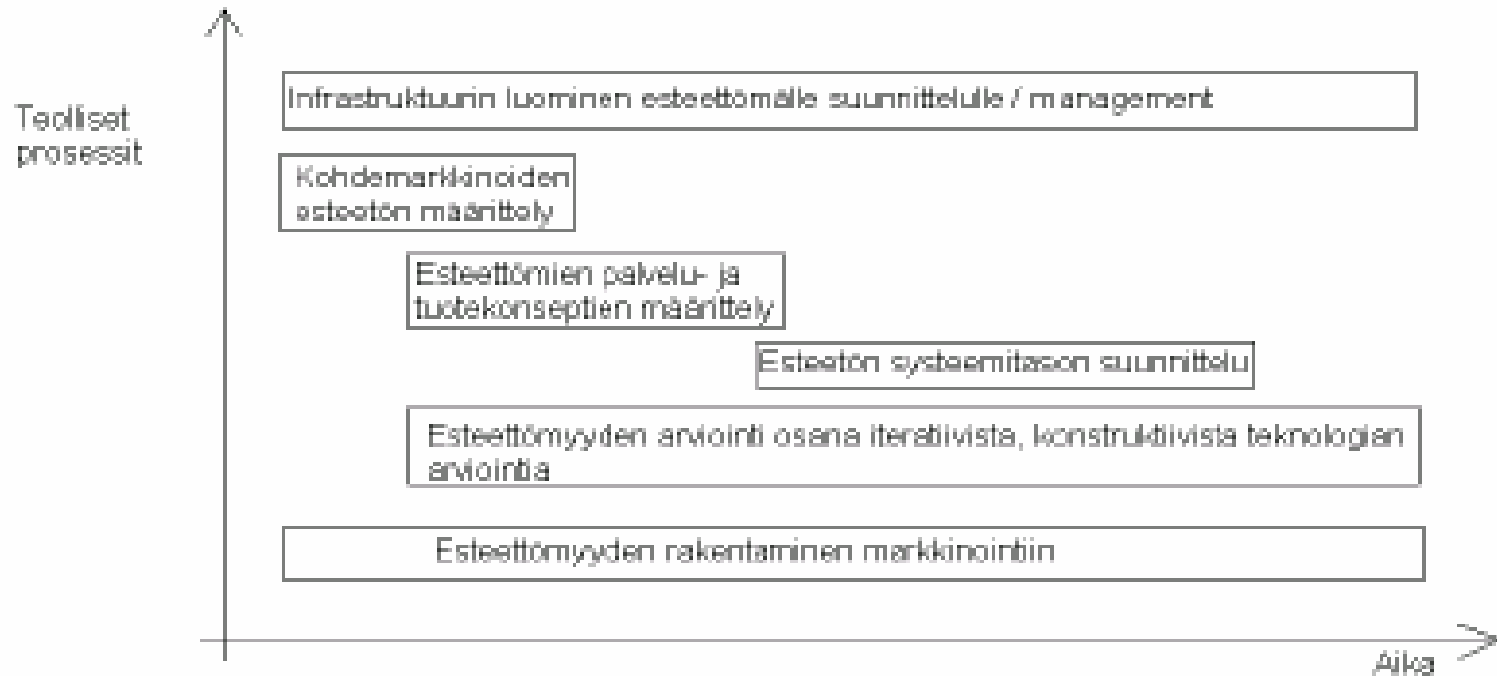 Teolliset
prosessit
Infrastruktuurin luominen esteettömälle suunnittelulle / management
Kohdemarkkinoiden
esteetön määrittely
Esteettömien palvelu- ja
tuotekonseptien määrittely
Esteetön systeemitason suunnittelu
Esteettömyyden arviointi osana iteratiivista, konstruktiivista teknologian
arviointia
Esteettömyyden rakentaminen markkinointiin
Aika